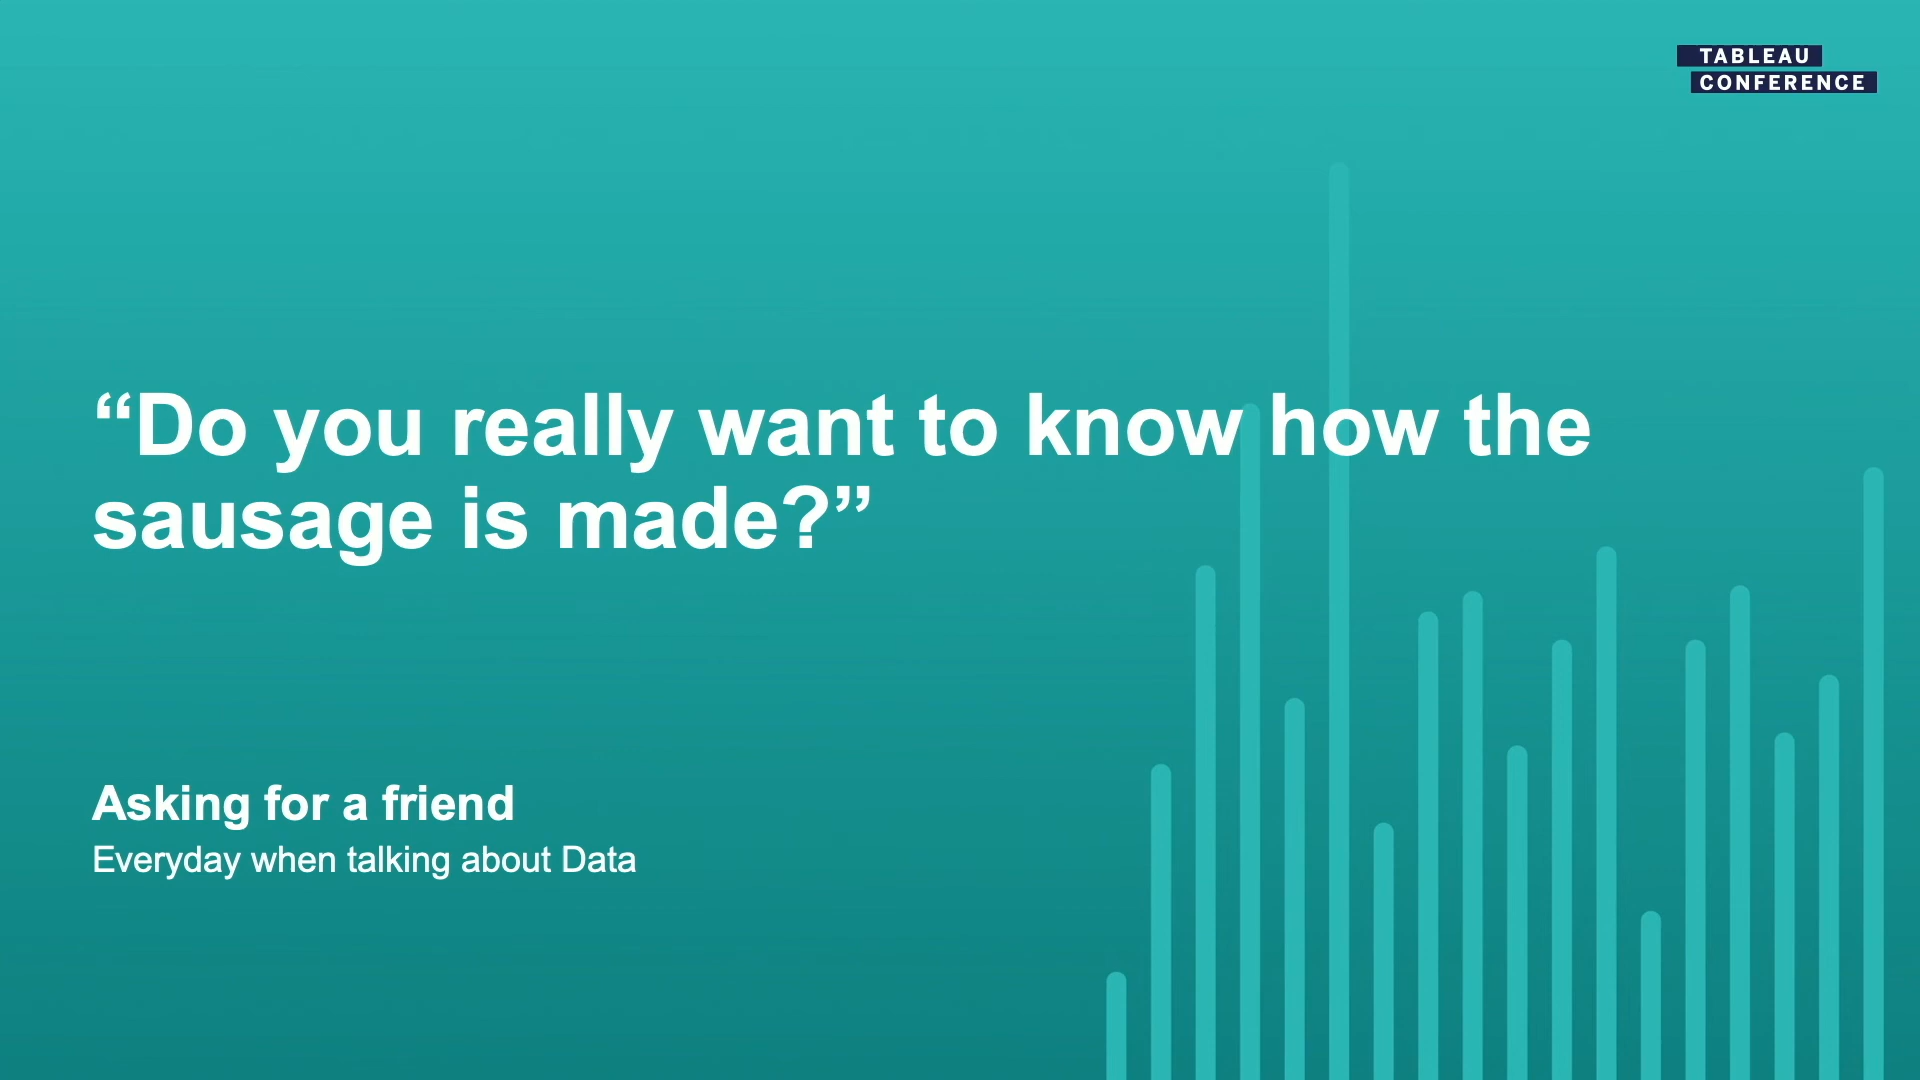 TABLEAU
CONFERENCE
“Do you really want to know how the
sausage is made?”
Asking for a friend
Everyday when talking about Data